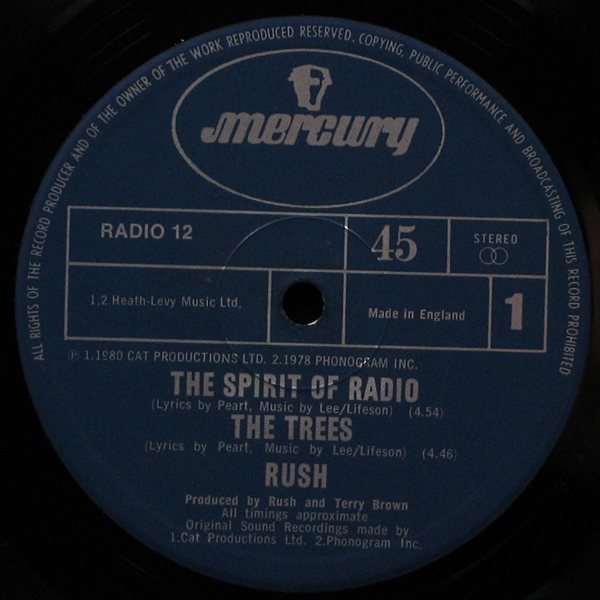 ALL RIGHTS OF THE RECORD PRODUCER AND OF THE OWNER OF THE WORK REPRODUCED RESERVED. COPYING, PUBLIC PERFORMANCE AND BROADCASTING OF THIS RECORD PROHIBITED
mercury
RADIO 12
45
STEREO
1,2.Heath-Levy Music Ltd.
Made in England
1
℗ 1.1980 CAT PRODUCTIONS LTD. 2.1978 PHONOGRAM INC.
THE SPIRIT OF RADIO
(Lyrics by Peart, Music by Lee/Lifeson) (4.54)
THE TREES
(Lyrics by Peart, Music by Lee/Lifeson) (4.46)
RUSH
Produced by Rush and Terry Brown
All timings approximate
Original Sound Recordings made by
1.Cat Productions Ltd. 2.Phonogram Inc.